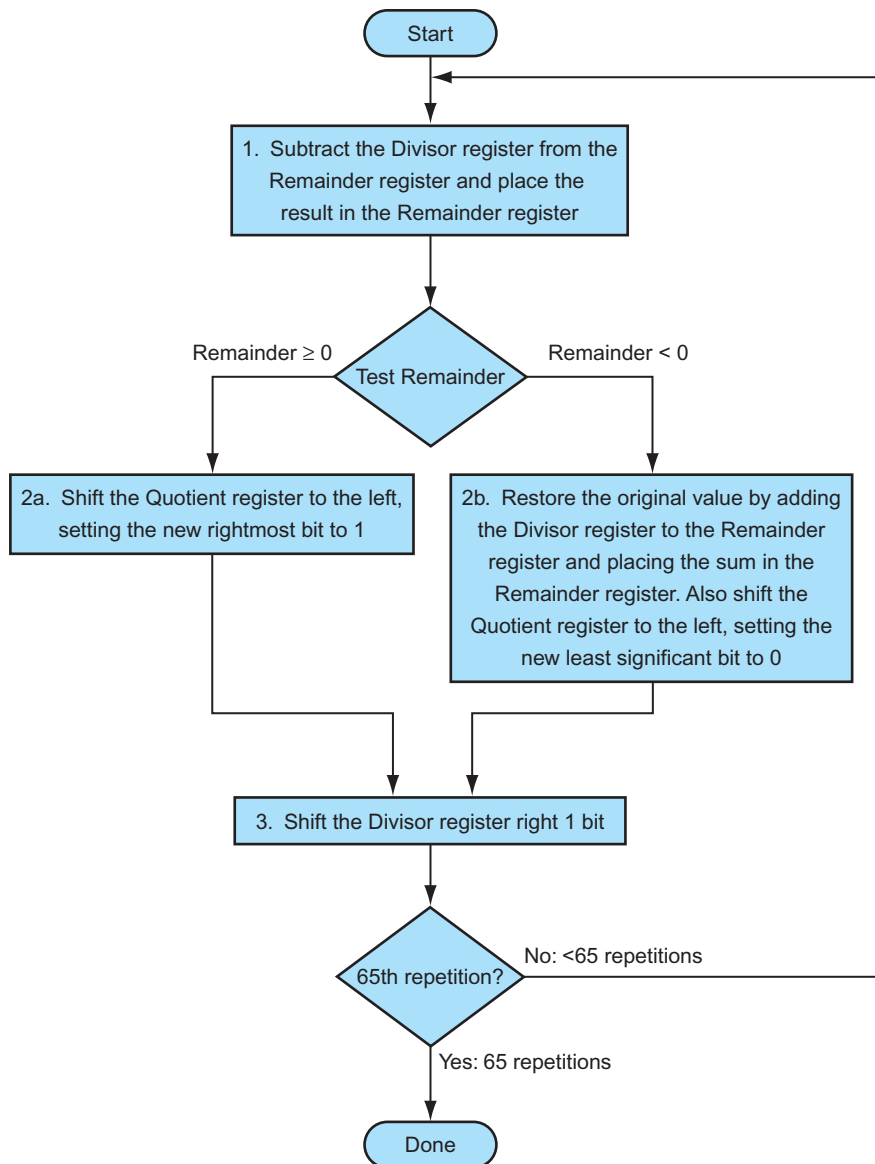 Start
1. Subtract the Divisor register from the
Remainder register and place the
result in the Remainder register
Remainder ≥ 0
Remainder < 0
Test Remainder
2a. Shift the Quotient register to the left,
setting the new rightmost bit to 1
2b. Restore the original value by adding
the Divisor register to the Remainder
register and placing the sum in the
Remainder register. Also shift the
Quotient register to the left, setting the
new least significant bit to 0
3. Shift the Divisor register right 1 bit
No: <65 repetitions
65th repetition?
Yes: 65 repetitions
Done